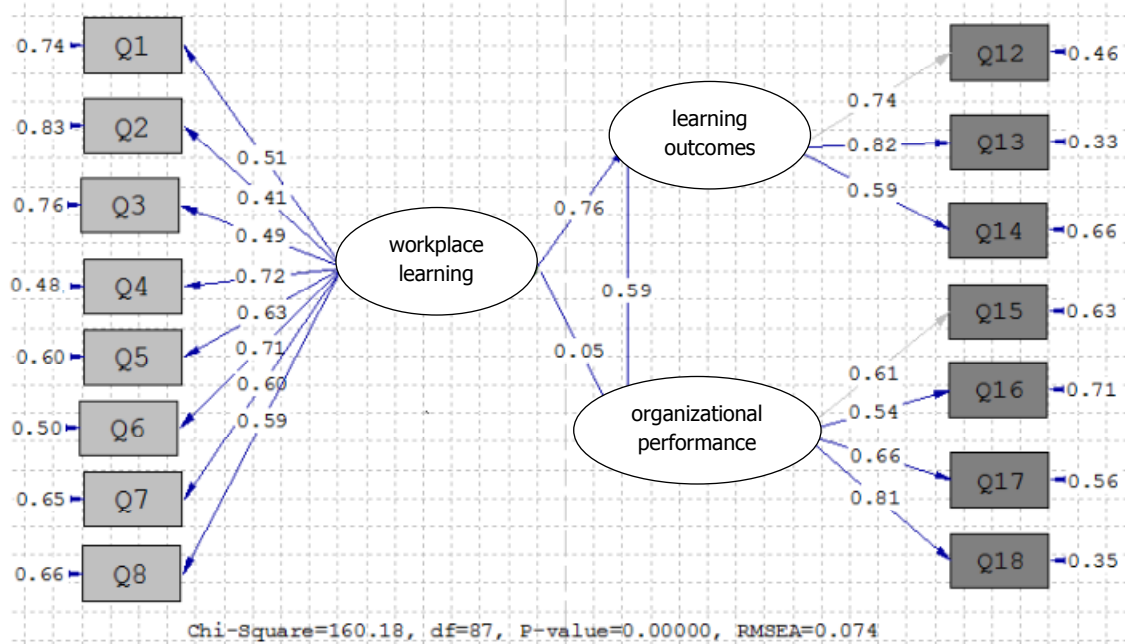 0.74
Q1
0.83
Q2
0.76
Q3
0.48
Q4
0.60
Q5
0.50
Q6
0.65
Q7
0.66
Q8
0.51
0.41
0.49
0.72
0.63
0.71
0.60
0.59
workplace
learning
0.76
0.59
0.05
learning
outcomes
organizational
performance
0.74
0.82
0.59
0.61
0.54
0.66
0.81
Q12
0.46
Q13
0.33
Q14
0.66
Q15
0.63
Q16
0.71
Q17
0.56
Q18
0.35
Chi-Square=160.18, df=87, P-value=0.00000, RMSEA=0.074